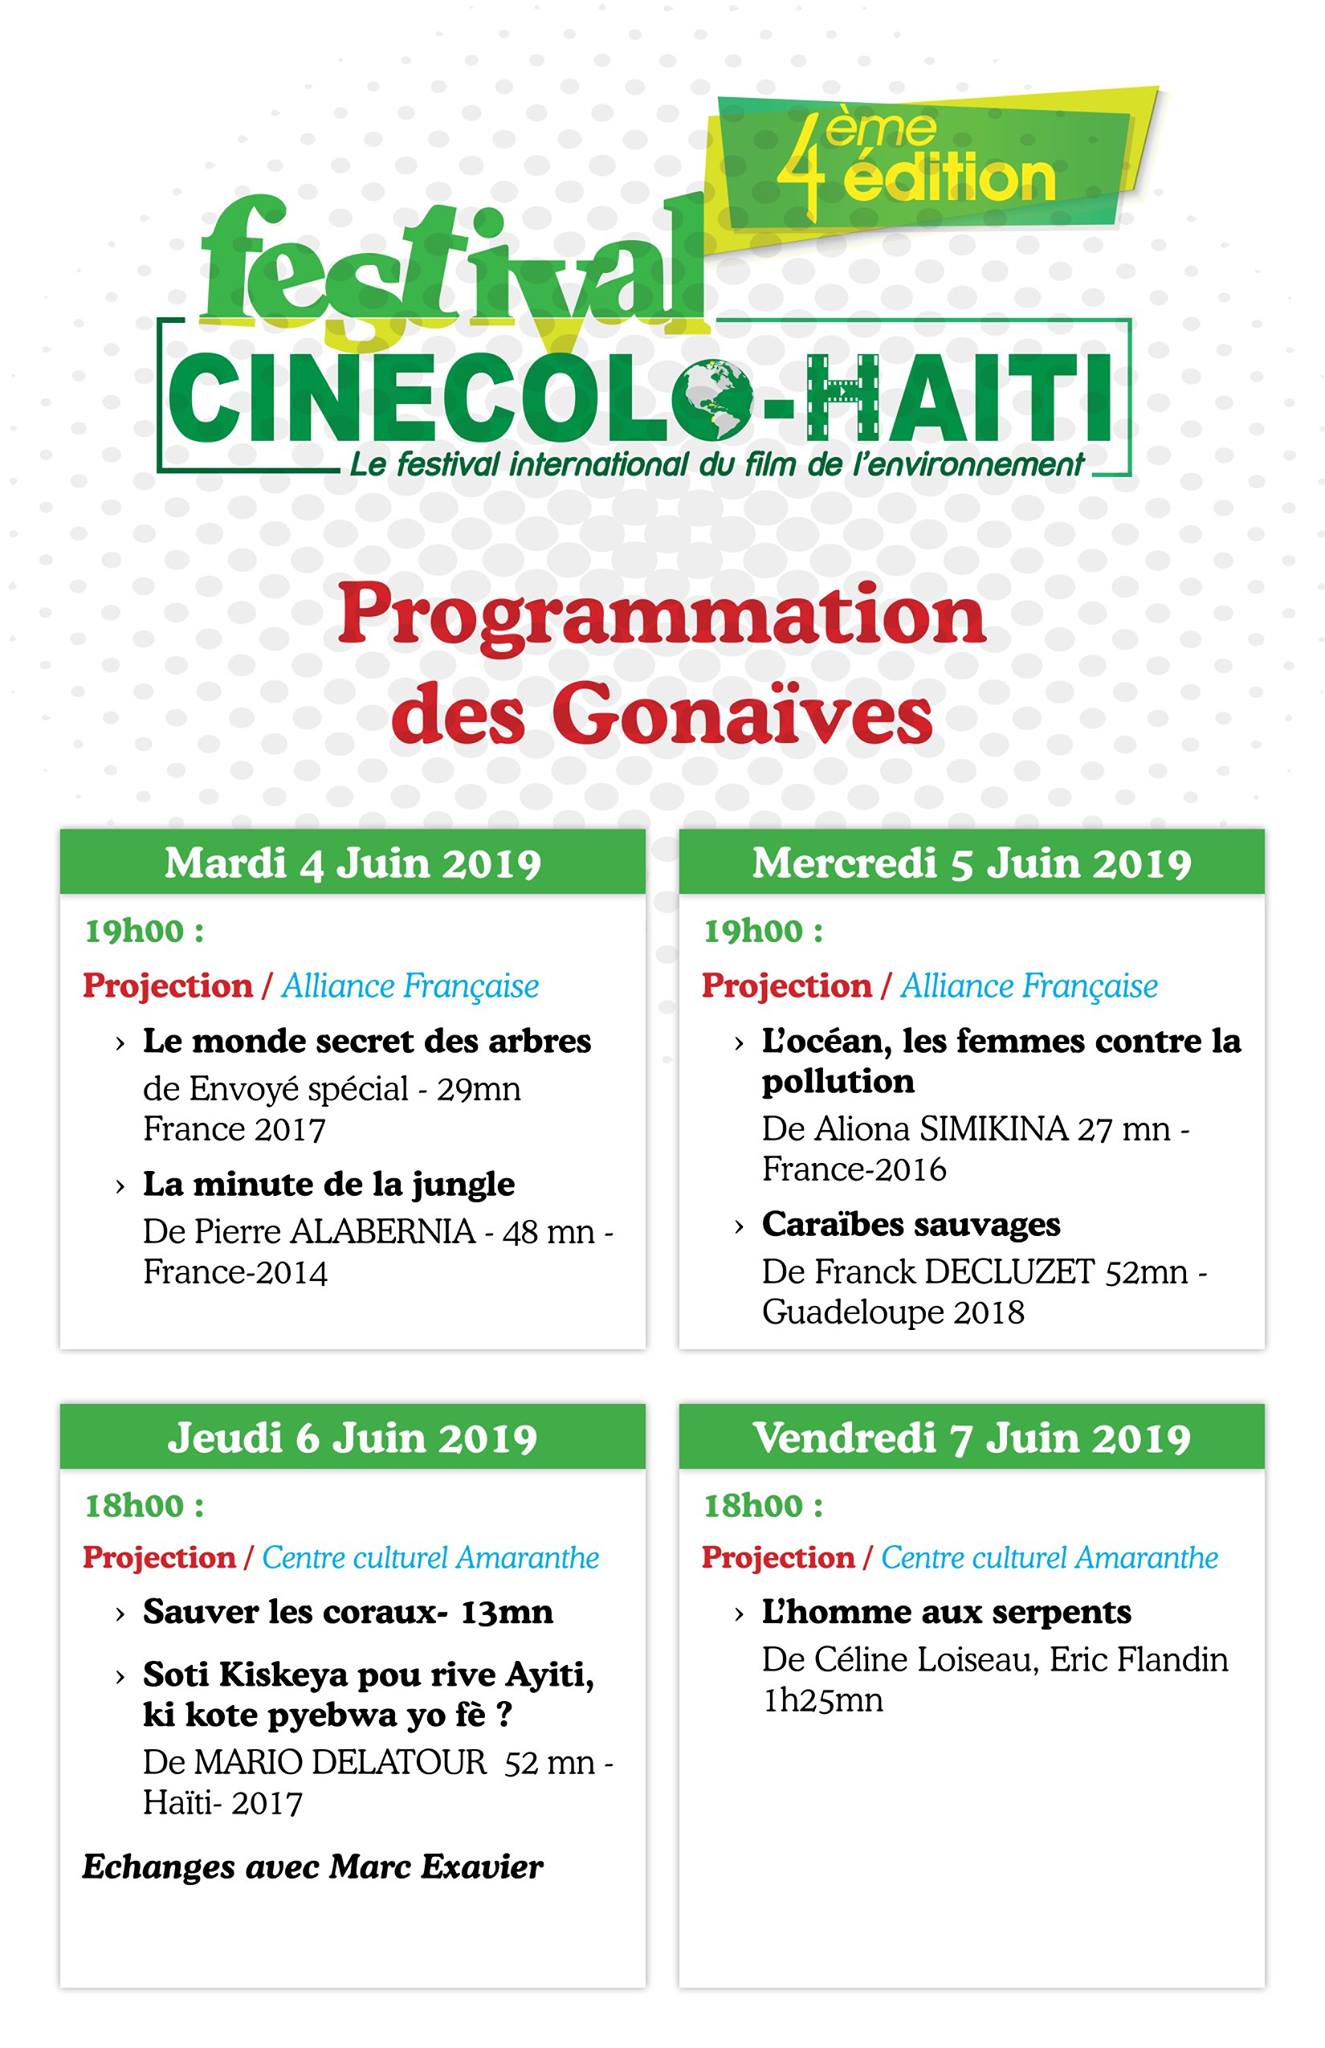 4ème édition
festival
CINECOLO-HAITI
Le festival international du film de l'environnement
Programmation
des Gonaïves
Mardi 4 Juin 2019
19h00 :
Projection / Alliance Française
› Le monde secret des arbres
de Envoyé spécial - 29mn
France 2017
› La minute de la jungle
De Pierre ALABERNIA - 48 mn -
France-2014
Mercredi 5 Juin 2019
19h00 :
Projection / Alliance Française
› L'océan, les femmes contre la
pollution
De Aliona SIMIKINA 27 mn -
France-2016
› Caraïbes sauvages
De Franck DECLUZET 52mn -
Guadeloupe 2018
Jeudi 6 Juin 2019
18h00 :
Projection / Centre culturel Amaranthe
› Sauver les coraux- 13mn
› Soti Kiskeya pou rive Ayiti,
ki kote pyebwa yo fè ?
De MARIO DELATOUR 52 mn -
Haïti- 2017
Echanges avec Marc Exavier
Vendredi 7 Juin 2019
18h00 :
Projection / Centre culturel Amaranthe
› L'homme aux serpents
De Céline Loiseau, Eric Flandin
1h25mn